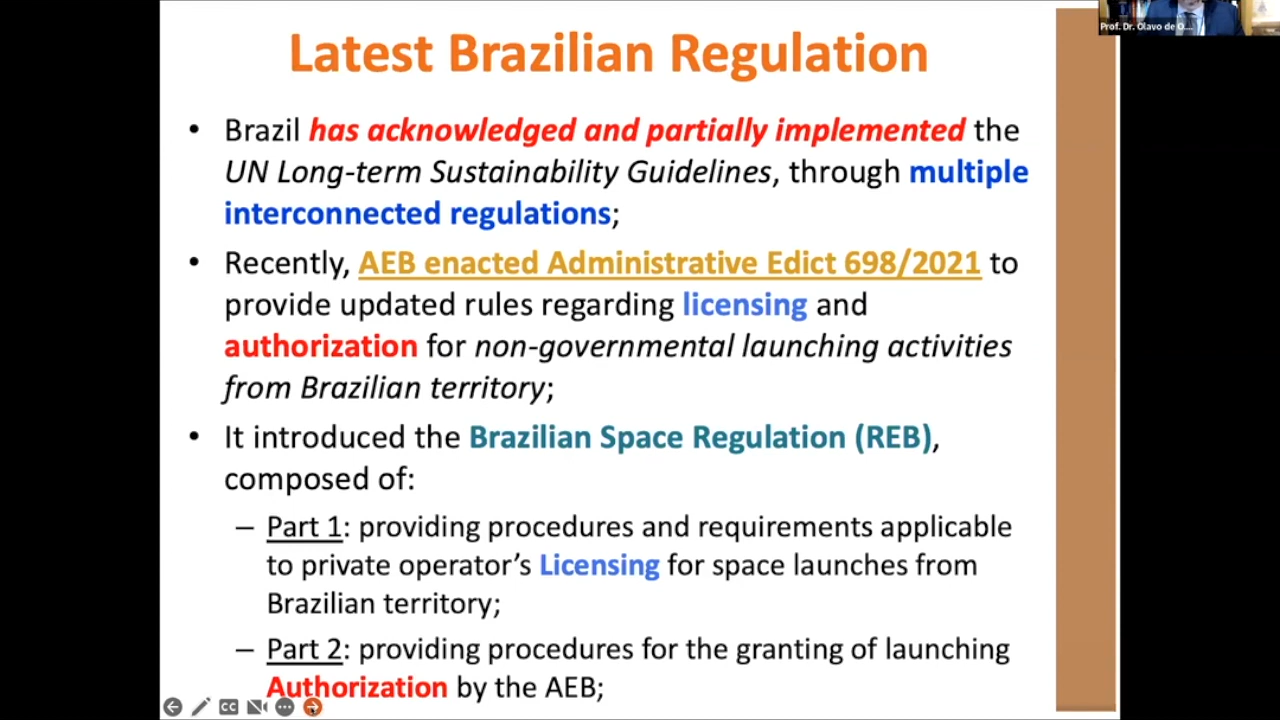 Prof. Dr. Olavo de O....
Latest Brazilian Regulation
• Brazil has acknowledged and partially implemented the
UN Long-term Sustainability Guidelines, through multiple
interconnected regulations;
• Recently, AEB enacted Administrative Edict 698/2021 to
provide updated rules regarding licensing and
authorization for non-governmental launching activities
from Brazilian territory;
• It introduced the Brazilian Space Regulation (REB),
composed of:
– Part 1: providing procedures and requirements applicable
to private operator’s Licensing for space launches from
Brazilian territory;
– Part 2: providing procedures for the granting of launching
Authorization by the AEB;
CC